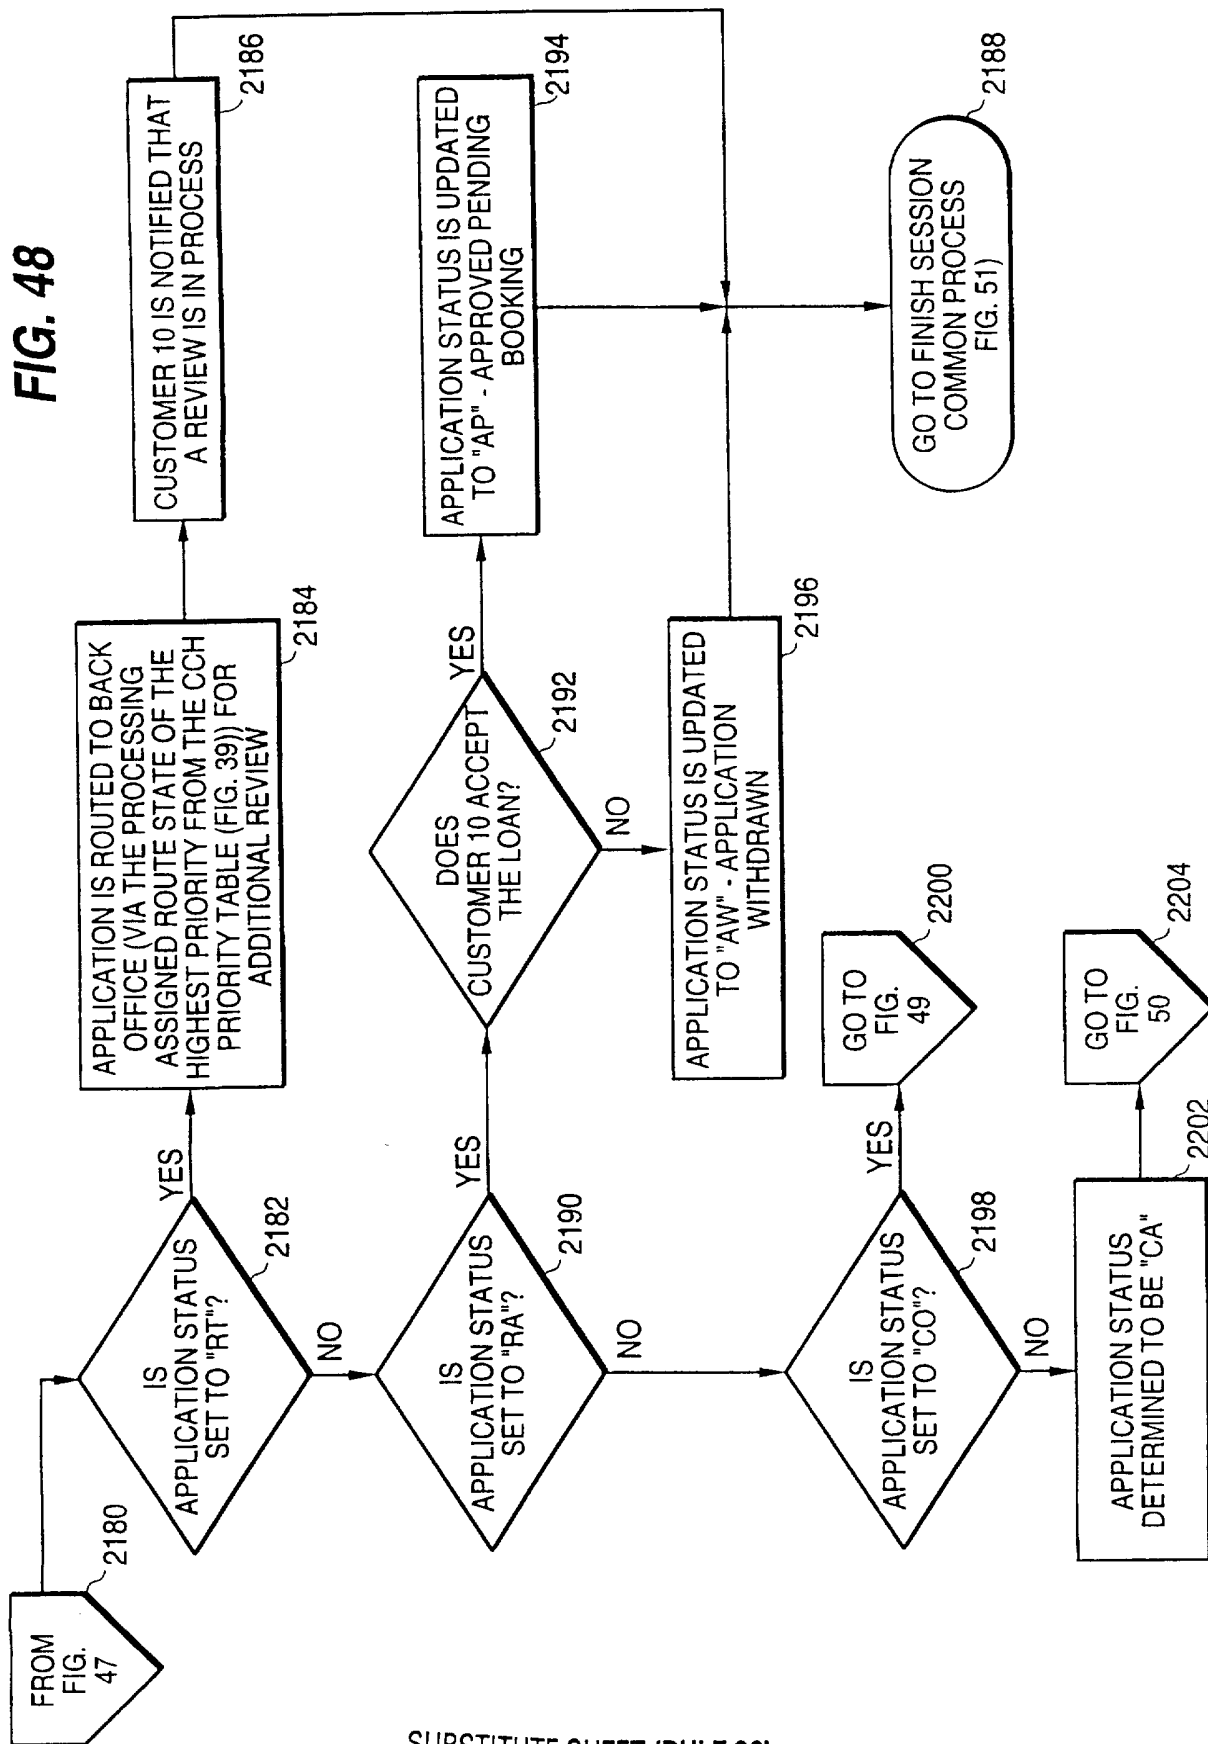 FIG. 48
FROM
FIG.
47
2180
IS
APPLICATION STATUS
SET TO "RT"?
2182
YES
NO
APPLICATION IS ROUTED TO BACK
OFFICE (VIA THE PROCESSING
ASSIGNED ROUTE STATE OF THE
HIGHEST PRIORITY FROM THE CCH
PRIORITY TABLE (FIG. 39)) FOR
ADDITIONAL REVIEW
2184
CUSTOMER 10 IS NOTIFIED THAT
A REVIEW IS IN PROCESS
2186
IS
APPLICATION STATUS
SET TO "RA"?
2190
YES
NO
DOES
CUSTOMER 10 ACCEPT
THE LOAN?
2192
YES
NO
APPLICATION STATUS IS UPDATED
TO "AP" - APPROVED PENDING
BOOKING
2194
APPLICATION STATUS IS UPDATED
TO "AW" - APPLICATION
WITHDRAWN
2196
GO TO FINISH SESSION
COMMON PROCESS
FIG. 51)
2188
IS
APPLICATION STATUS
SET TO "CO"?
2198
YES
NO
GO TO
FIG.
49
2200
APPLICATION STATUS
DETERMINED TO BE "CA"
2202
GO TO
FIG.
50
2204
SUBSTITUTE SHEET (RULE